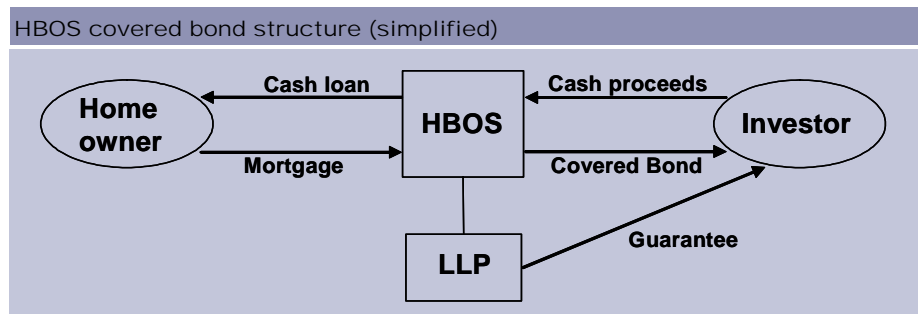 HBOS covered bond structure (simplified)
Cash loan
Cash proceeds
Home
owner
HBOS
Investor
Mortgage
Covered Bond
Guarantee
LLP